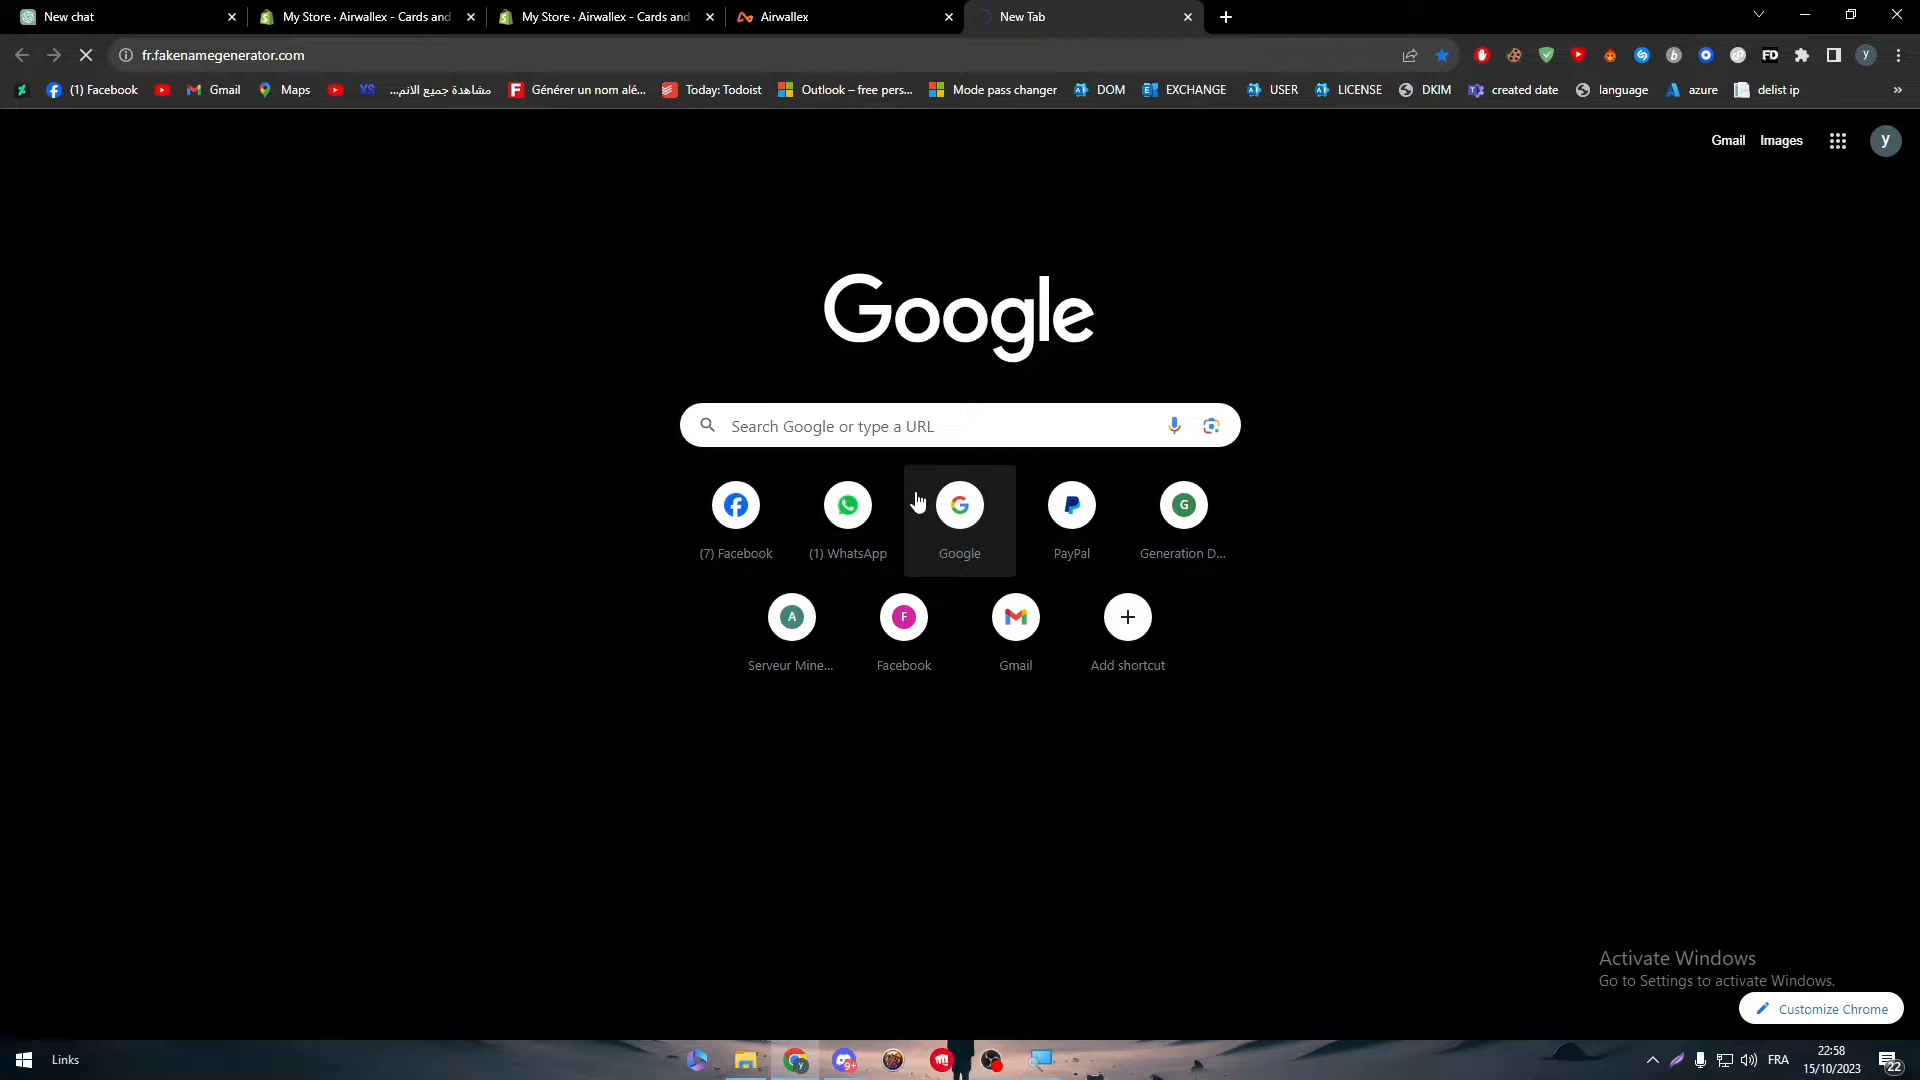 New chat
My Store · Airwallex - Cards and
My Store · Airwallex - Cards and
Airwallex
New Tab
fr.fakenamegenerator.com
FD
y
(1) Facebook
Gmail
Maps
XS
مشاهدة جميع الانم...
Générer un nom alé...
Today: Todoist
Outlook – free pers...
Mode pass changer
DOM
EXCHANGE
USER
LICENSE
DKIM
created date
language
azure
delist ip
»
Gmail
Images
y
Google
Search Google or type a URL
G
(7) Facebook
(1) WhatsApp
Google
PayPal
Generation D...
A
F
Serveur Mine...
Facebook
Gmail
Add shortcut
Activate Windows
Go to Settings to activate Windows.
Customize Chrome
Links
9+
FRA
22:58
15/10/2023
22